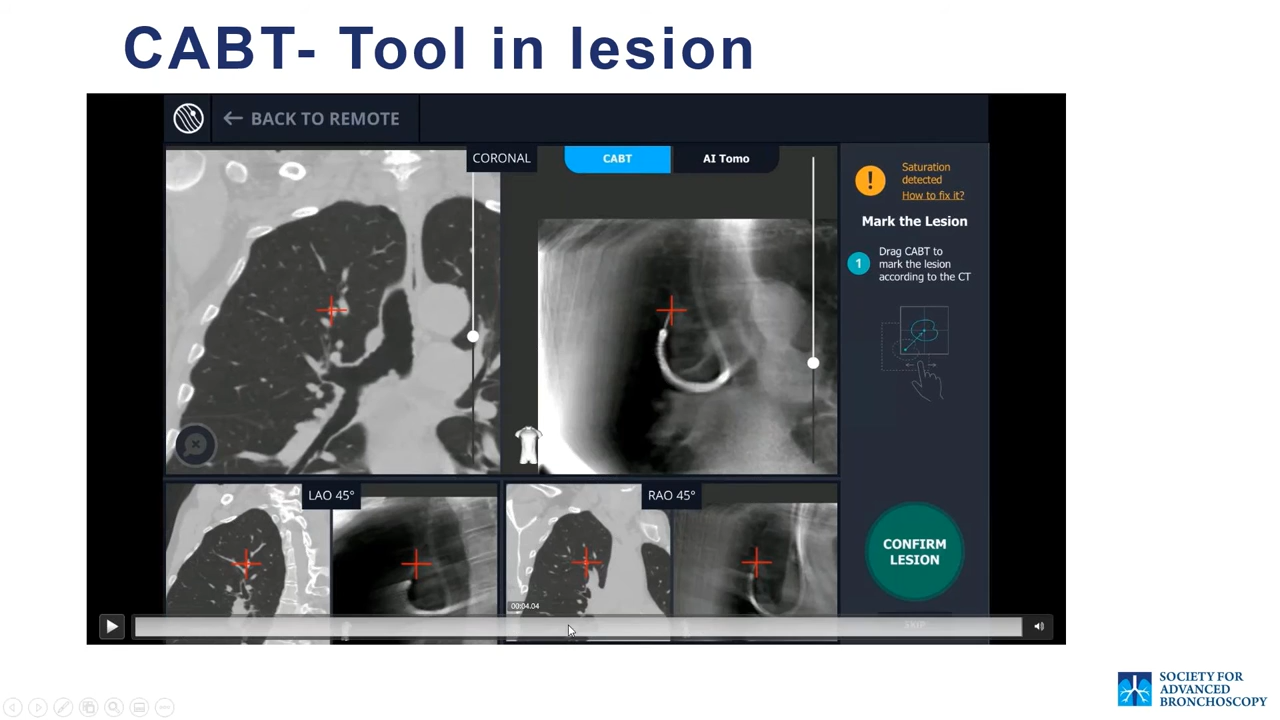 CABT- Tool in lesion
BACK TO REMOTE
CORONAL
CABT
AI Tomo
Saturation
detected
How to fix it?
Mark the Lesion
1
Drag CABT to
mark the lesion
according to the CT
LAO 45°
RAO 45°
CONFIRM
LESION
00:04.04
SKIP
SOCIETY FOR
ADVANCED
BRONCHOSCOPY